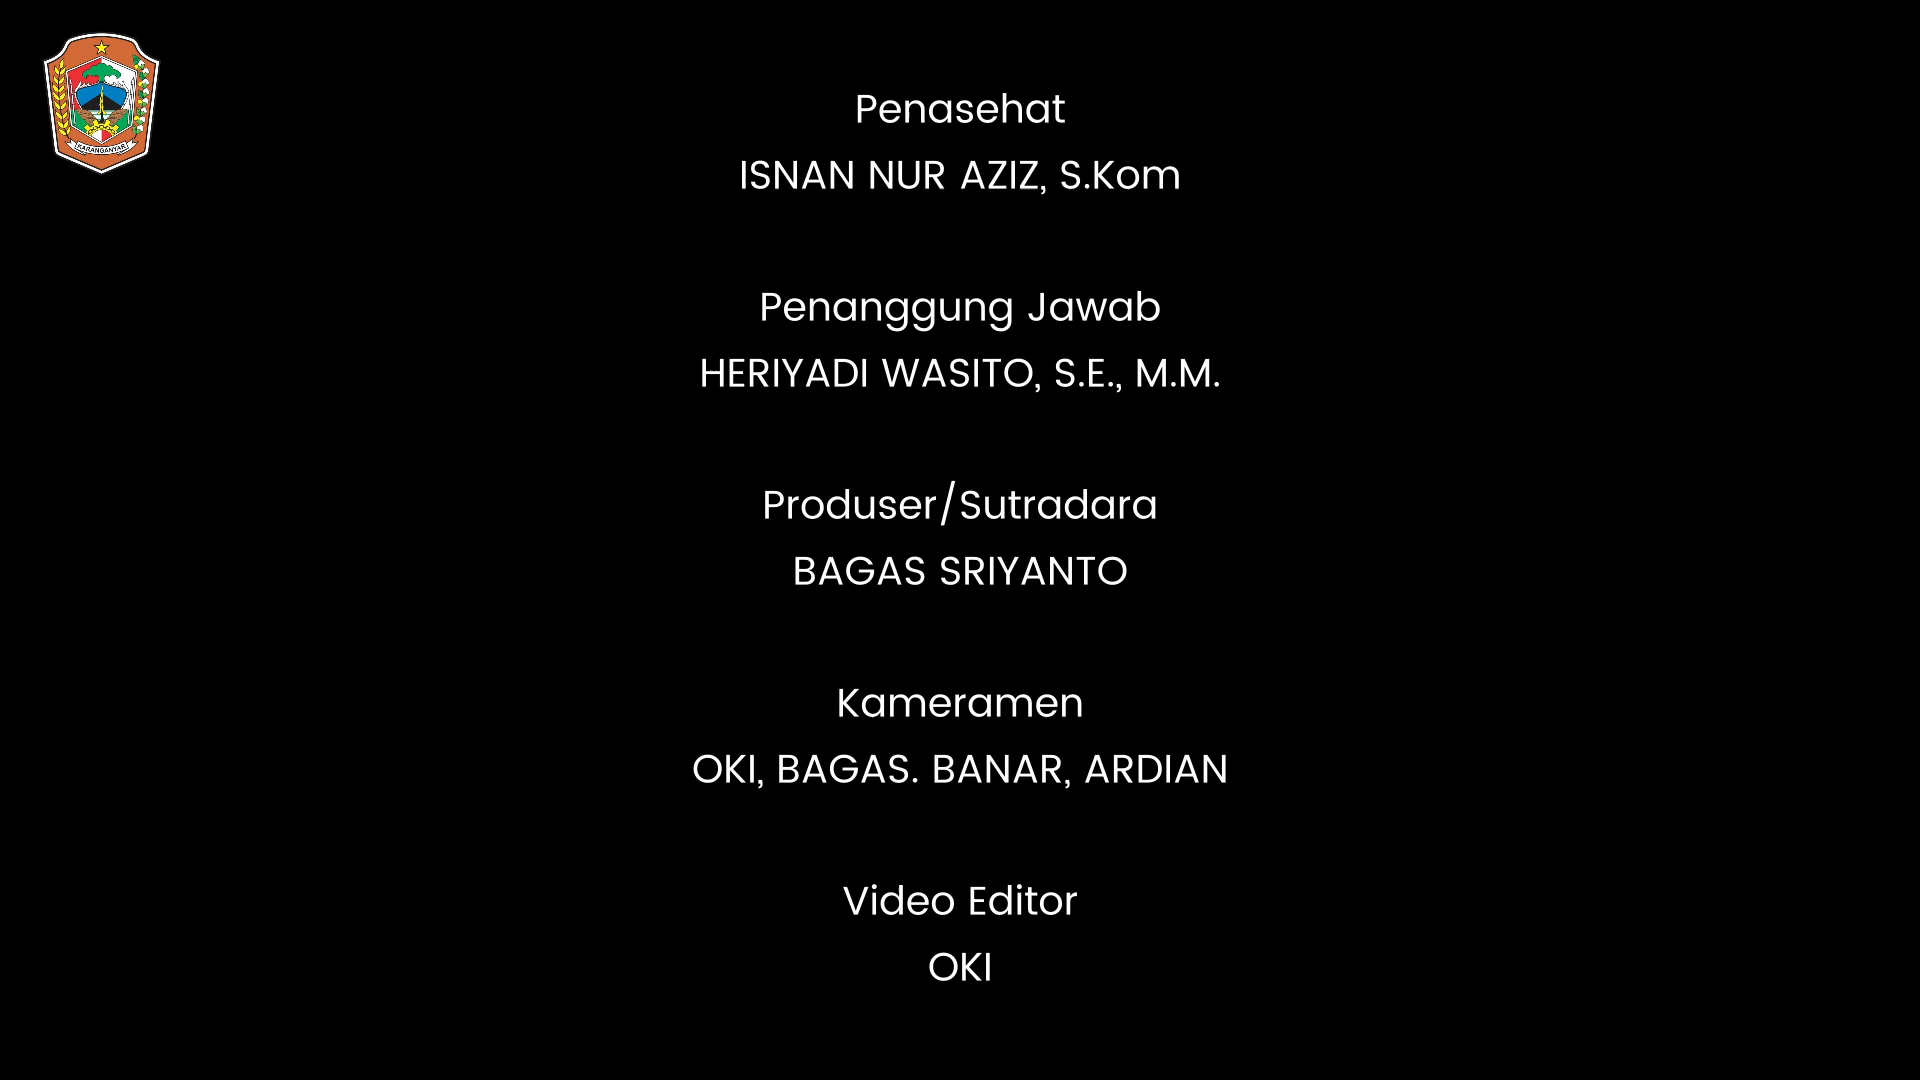 KARANGANYAR
Penasehat
ISNAN NUR AZIZ, S.Kom
Penanggung Jawab
HERIYADI WASITO, S.E., M.M.
Produser/Sutradara
BAGAS SRIYANTO
Kameramen
OKI, BAGAS. BANAR, ARDIAN
Video Editor
OKI